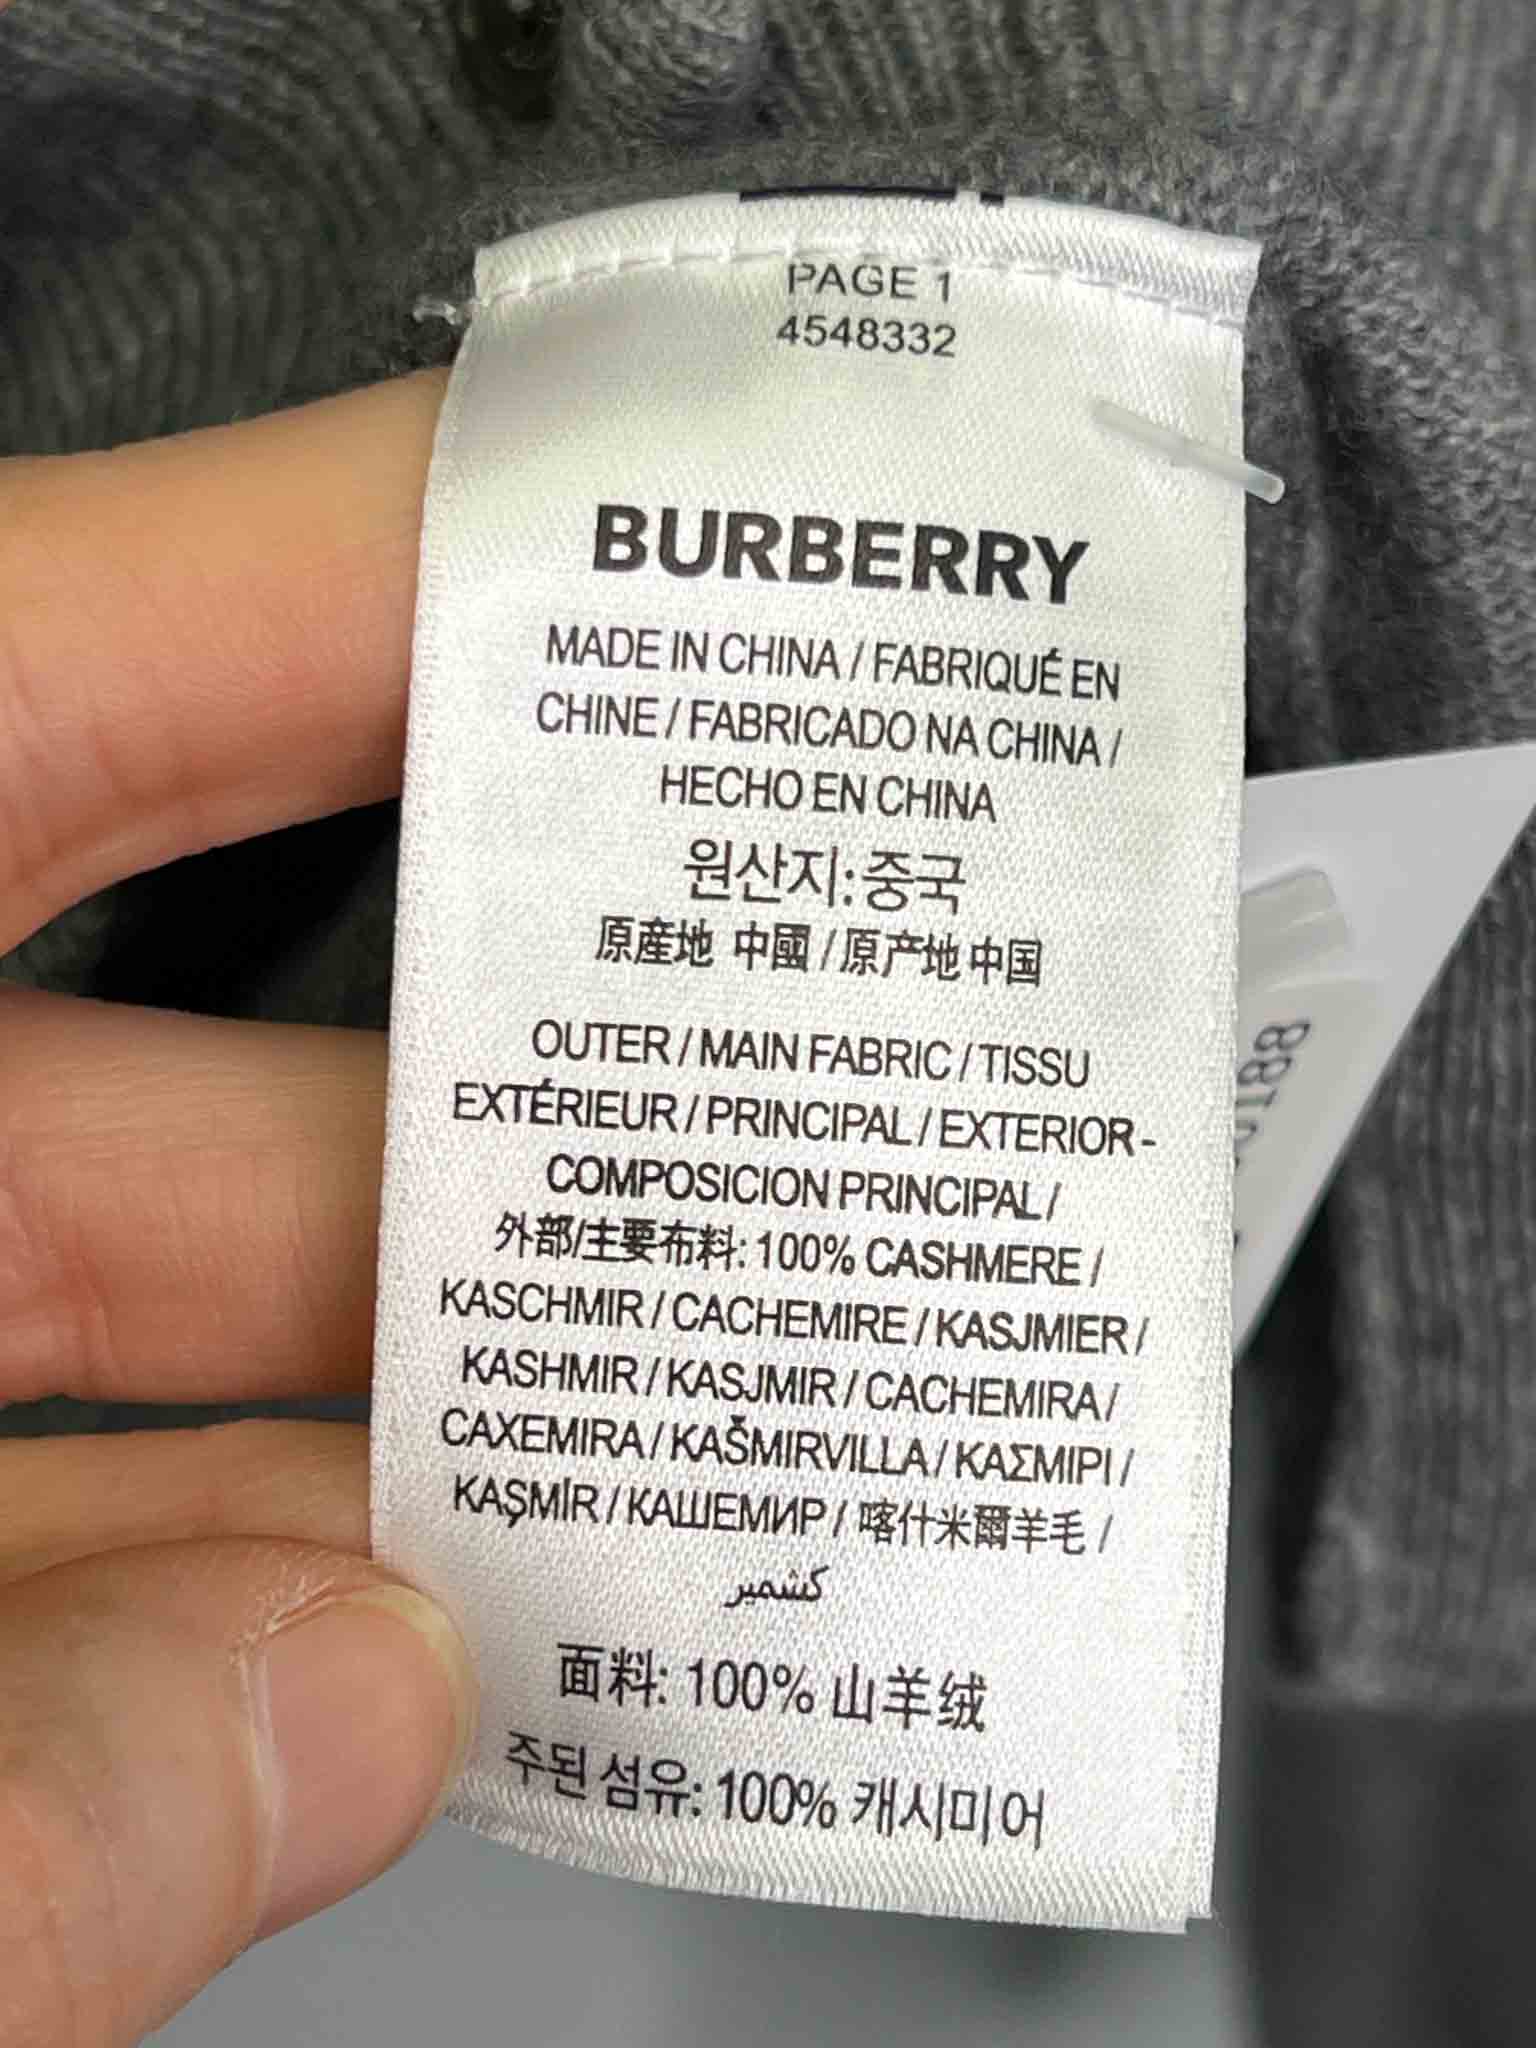 PAGE 1
4548332
BURBERRY
MADE IN CHINA / FABRIQUÉ EN
CHINE / FABRICADO NA CHINA /
HECHO EN CHINA
원산지: 중국
原産地 中國 / 原产地 中国
OUTER / MAIN FABRIC / TISSU
EXTÉRIEUR / PRINCIPAL / EXTERIOR -
COMPOSICION PRINCIPAL /
外部/主要布料: 100% CASHMERE /
KASCHMIR / CACHEMIRE / KASJMIER /
KASHMIR / KASJMIR / CACHEMIRA /
CAXEMIRA / KAŠMIRVILLA / ΚΑΣΜΙΡΙ /
KAŞMİR / КАШЕМИР / 喀什米爾羊毛 /
كشمير
面料: 100% 山羊绒
주된 섬유: 100% 캐시미어